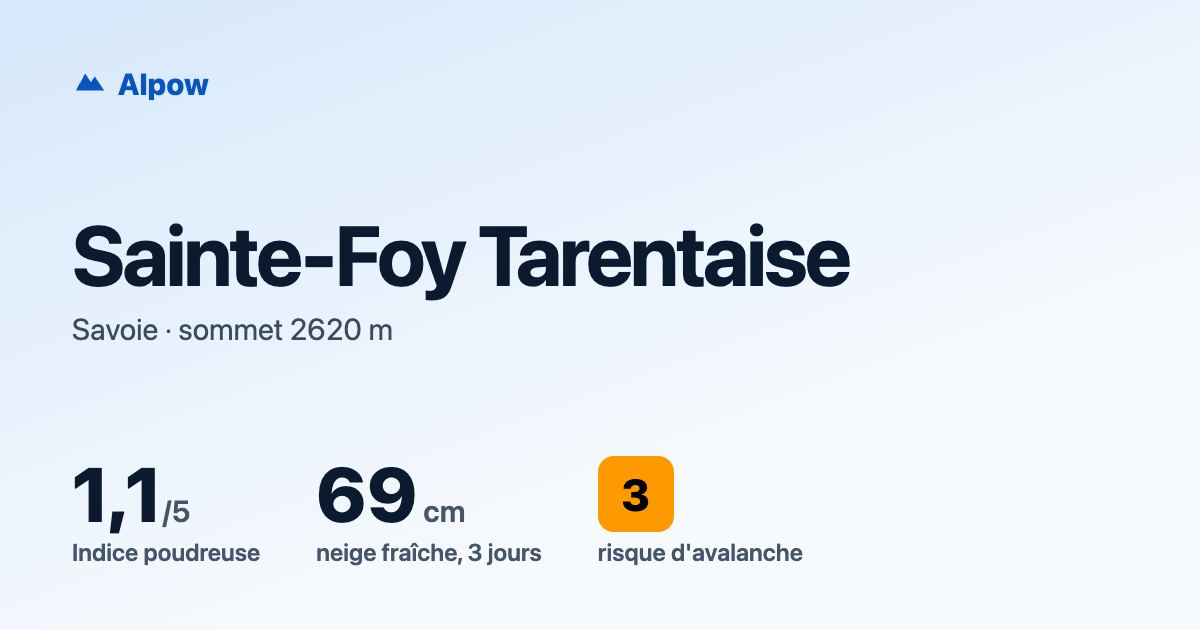 Alpow
Sainte-Foy Tarentaise
Savoie · sommet 2620 m
1,1/5
Indice poudreuse
69 cm
neige fraîche, 3 jours
3
risque d'avalanche